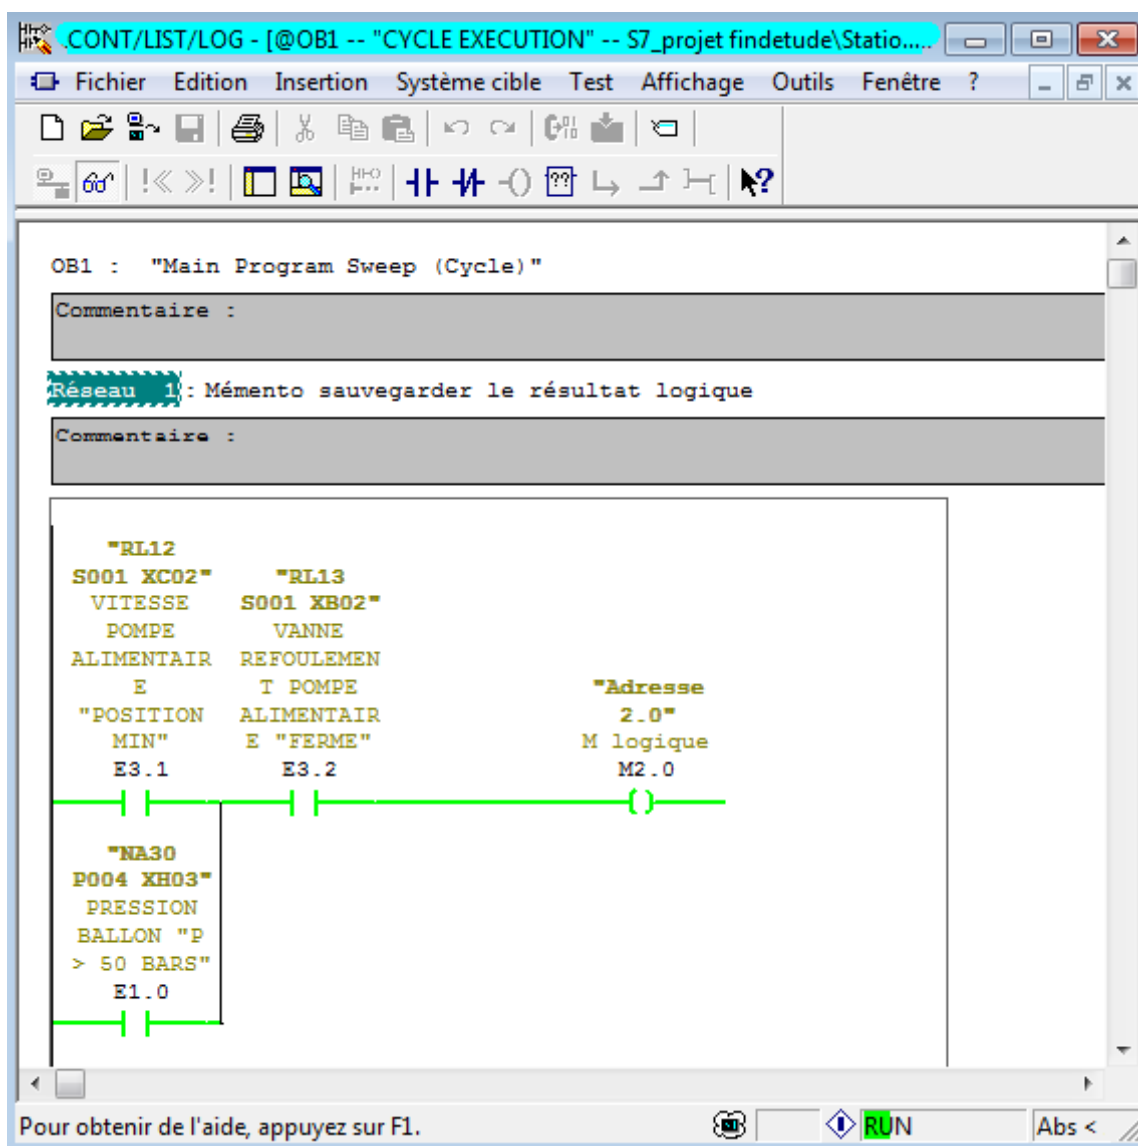 .CONT/LIST/LOG - [@OB1 -- "CYCLE EXECUTION" -- S7_projet findetude\Statio.....
Fichier Edition Insertion Système cible Test Affichage Outils Fenêtre ?
OB1 : "Main Program Sweep (Cycle)"
Commentaire :
Réseau 1: Mémento sauvegarder le résultat logique
Commentaire :
"RL12
S001 XC02"
VITESSE
POMPE
ALIMENTAIR
E
"POSITION
MIN"
E3.1
"RL13
S001 XB02"
VANNE
REFOULEMEN
T POMPE
ALIMENTAIR
E "FERME"
E3.2
"Adresse
2.0"
M logique
M2.0
"NA30
P004 XH03"
PRESSION
BALLON "P
> 50 BARS"
E1.0
Pour obtenir de l'aide, appuyez sur F1.
RUN
Abs <